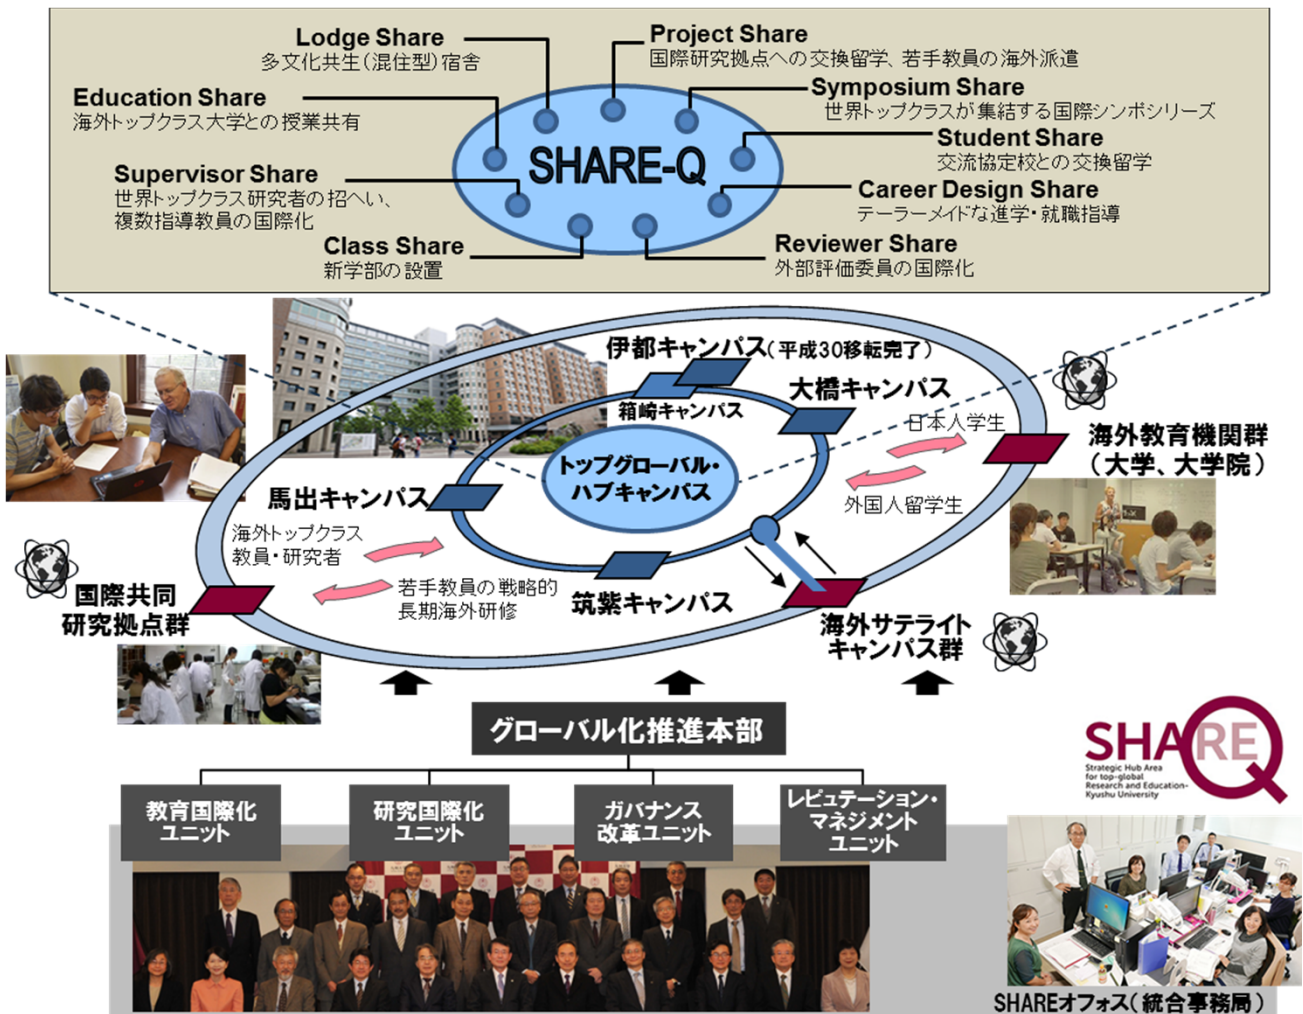 Lodge Share
多文化共生(混住型)宿舎
Project Share
国際研究拠点への交換留学、若手教員の海外派遣
Education Share
海外トップクラス大学との授業共有
Symposium Share
世界トップクラスが集結する国際シンポシリーズ
Student Share
交流協定校との交換留学
SHARE-Q
Supervisor Share
世界トップクラス研究者の招へい、
複数指導教員の国際化
Career Design Share
テーラーメイドな進学・就職指導
Class Share
新学部の設置
Reviewer Share
外部評価委員の国際化
伊都キャンパス(平成30移転完了)
大橋キャンパス
箱崎キャンパス
日本人学生
海外教育機関群
(大学、大学院)
トップグローバル・
ハブキャンパス
馬出キャンパス
外国人留学生
海外トップクラス
教員・研究者
若手教員の戦略的
長期海外研修
国際共同
研究拠点群
筑紫キャンパス
海外サテライト
キャンパス群
グローバル化推進本部
SHARE Q
Strategic Hub Area
for top-global
Research and Education-
Kyushu University
教育国際化
ユニット
研究国際化
ユニット
ガバナンス
改革ユニット
レピュテーション・
マネジメント
ユニット
SHAREオフォス(統合事務局)